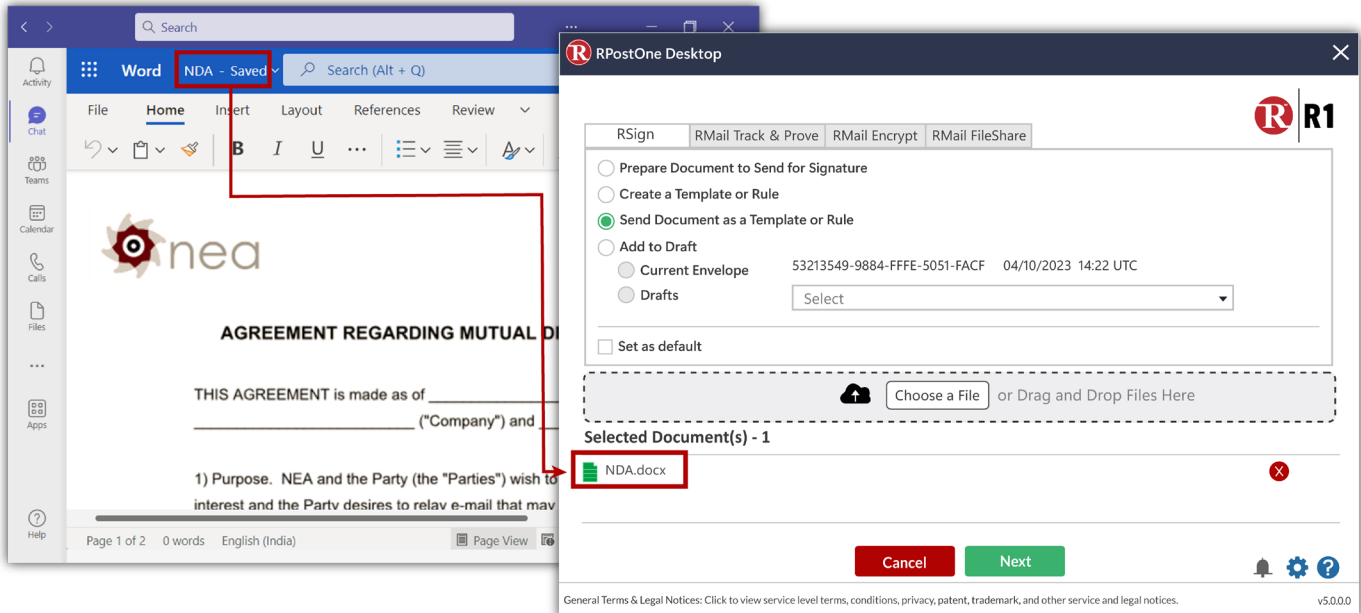 Search
Activity
Chat
Teams
Calendar
Calls
Files
Apps
Help
Word NDA - Saved Search (Alt + Q)
File Home Insert Layout References Review
B I U
nea
AGREEMENT REGARDING MUTUAL DI
THIS AGREEMENT is made as of
("Company") and
1) Purpose. NEA and the Party (the "Parties") wish to
interest and the Party desires to relay e-mail that may
Page 1 of 2 0 words English (India) Page View
R RPostOne Desktop
R R1
RSign RMail Track & Prove RMail Encrypt RMail FileShare
Prepare Document to Send for Signature
Create a Template or Rule
Send Document as a Template or Rule
Add to Draft
Current Envelope 53213549-9884-FFFE-5051-FACF 04/10/2023 14:22 UTC
Drafts Select
Set as default
Choose a File or Drag and Drop Files Here
Selected Document(s) - 1
NDA.docx X
Cancel Next ?
General Terms & Legal Notices: Click to view service level terms, conditions, privacy, patent, trademark, and other service and legal notices. v5.0.0.0